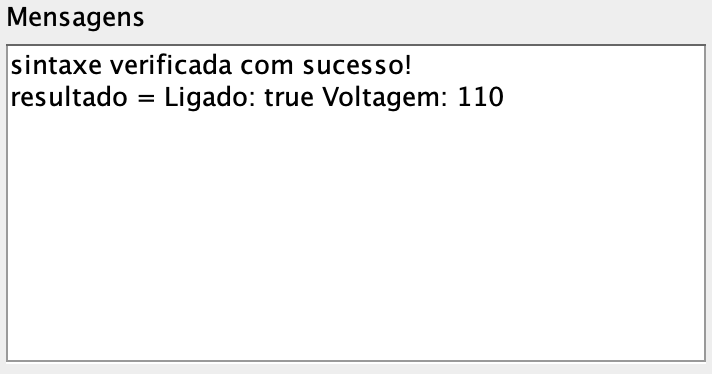 Mensagens
sintaxe verificada com sucesso!
resultado = Ligado: true Voltagem: 110